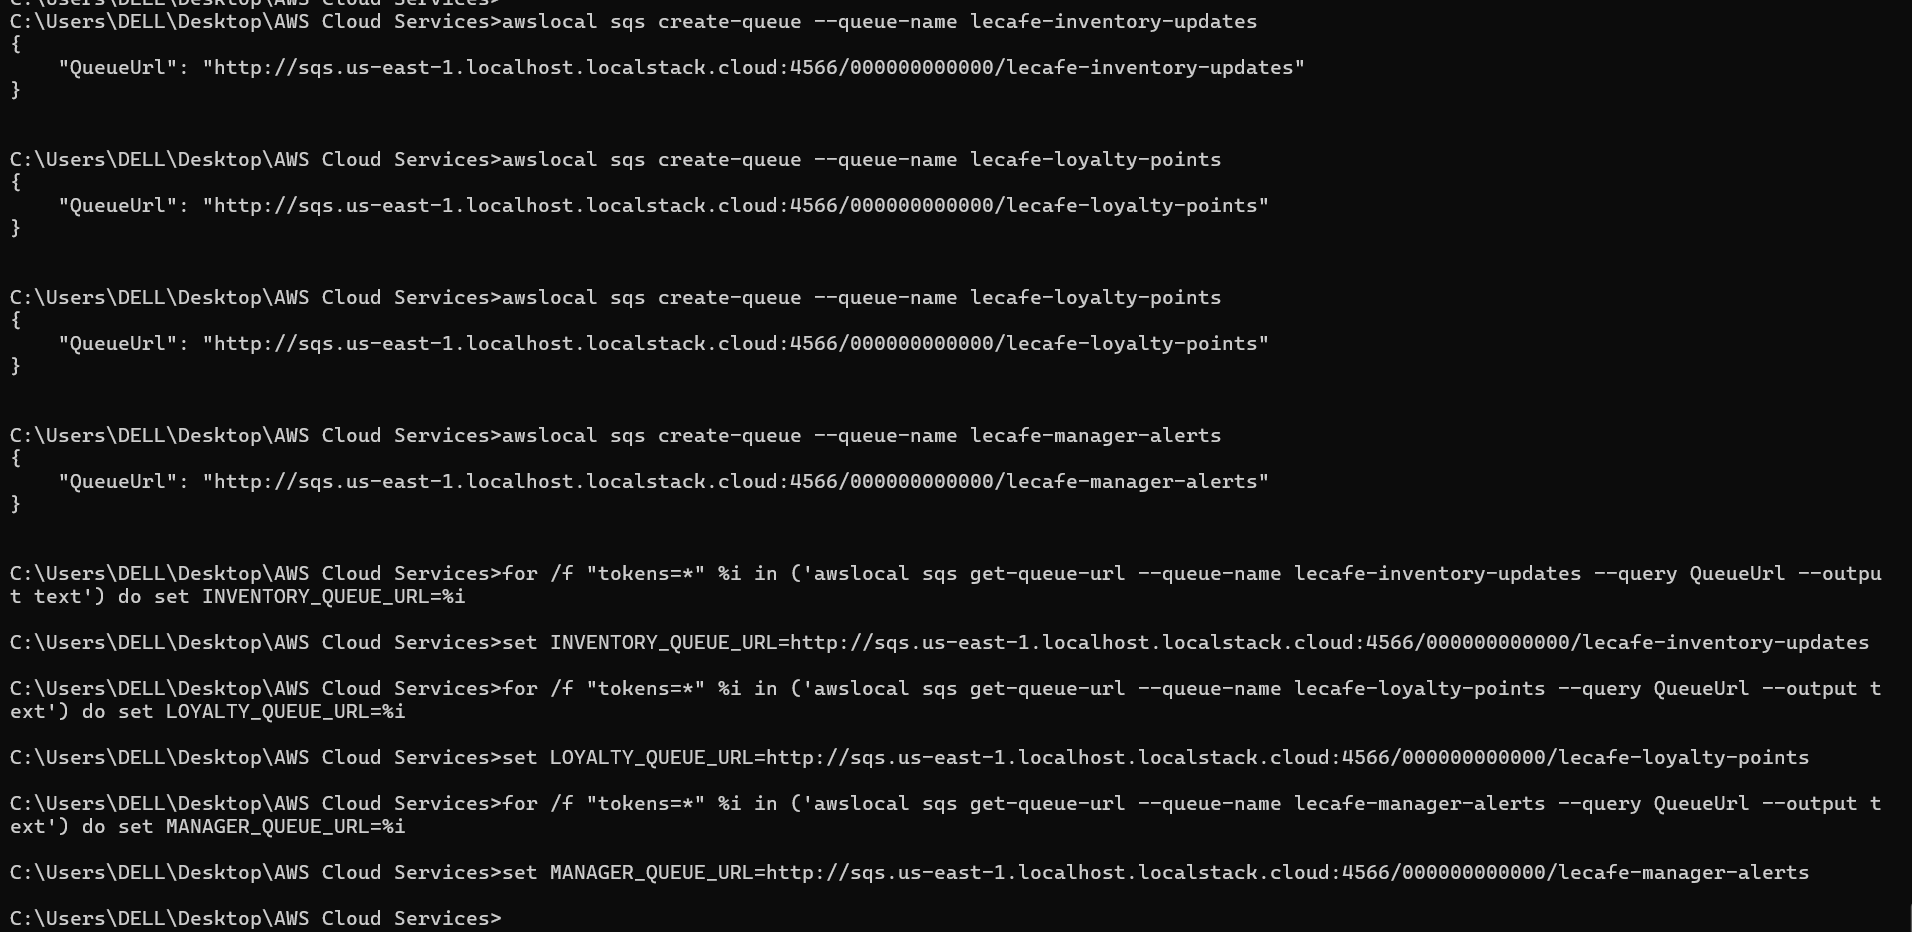 C:\Users\DELL\Desktop\AWS Cloud Services>
C:\Users\DELL\Desktop\AWS Cloud Services>awslocal sqs create-queue --queue-name lecafe-inventory-updates
{
    "QueueUrl": "http://sqs.us-east-1.localhost.localstack.cloud:4566/000000000000/lecafe-inventory-updates"
}
C:\Users\DELL\Desktop\AWS Cloud Services>awslocal sqs create-queue --queue-name lecafe-loyalty-points
{
    "QueueUrl": "http://sqs.us-east-1.localhost.localstack.cloud:4566/000000000000/lecafe-loyalty-points"
}
C:\Users\DELL\Desktop\AWS Cloud Services>awslocal sqs create-queue --queue-name lecafe-loyalty-points
{
    "QueueUrl": "http://sqs.us-east-1.localhost.localstack.cloud:4566/000000000000/lecafe-loyalty-points"
}
C:\Users\DELL\Desktop\AWS Cloud Services>awslocal sqs create-queue --queue-name lecafe-manager-alerts
{
    "QueueUrl": "http://sqs.us-east-1.localhost.localstack.cloud:4566/000000000000/lecafe-manager-alerts"
}
C:\Users\DELL\Desktop\AWS Cloud Services>for /f "tokens=*" %i in ('awslocal sqs get-queue-url --queue-name lecafe-inventory-updates --query QueueUrl --outpu
t text') do set INVENTORY_QUEUE_URL=%i
C:\Users\DELL\Desktop\AWS Cloud Services>set INVENTORY_QUEUE_URL=http://sqs.us-east-1.localhost.localstack.cloud:4566/000000000000/lecafe-inventory-updates
C:\Users\DELL\Desktop\AWS Cloud Services>for /f "tokens=*" %i in ('awslocal sqs get-queue-url --queue-name lecafe-loyalty-points --query QueueUrl --output t
ext') do set LOYALTY_QUEUE_URL=%i
C:\Users\DELL\Desktop\AWS Cloud Services>set LOYALTY_QUEUE_URL=http://sqs.us-east-1.localhost.localstack.cloud:4566/000000000000/lecafe-loyalty-points
C:\Users\DELL\Desktop\AWS Cloud Services>for /f "tokens=*" %i in ('awslocal sqs get-queue-url --queue-name lecafe-manager-alerts --query QueueUrl --output t
ext') do set MANAGER_QUEUE_URL=%i
C:\Users\DELL\Desktop\AWS Cloud Services>set MANAGER_QUEUE_URL=http://sqs.us-east-1.localhost.localstack.cloud:4566/000000000000/lecafe-manager-alerts
C:\Users\DELL\Desktop\AWS Cloud Services>